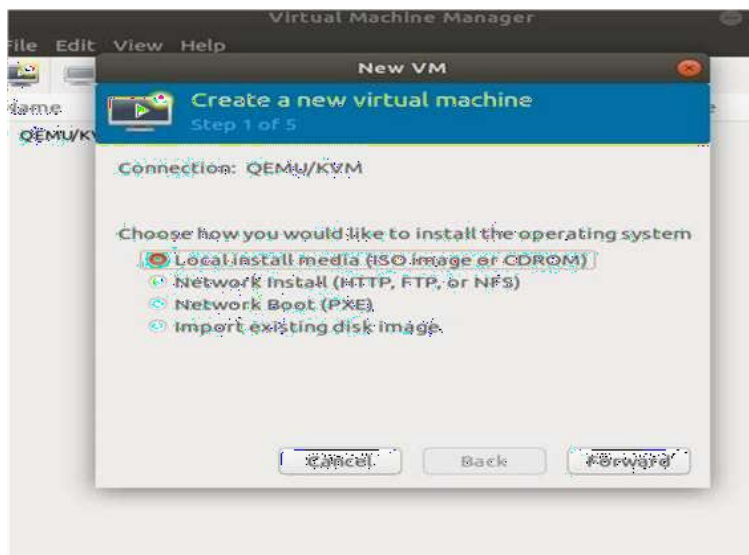 Virtual Machine Manager
File Edit View Help
New VM
Create a new virtual machine
Step 1 of 5
Name
QEMU/KV
Connection: QEMU/KVM
Choose how you would like to install the operating system
Local install media (ISO image or CDROM)
Network Install (HTTP, FTP, or NFS)
Network Boot (PXE)
Import existing disk image
Cancel Back Forward